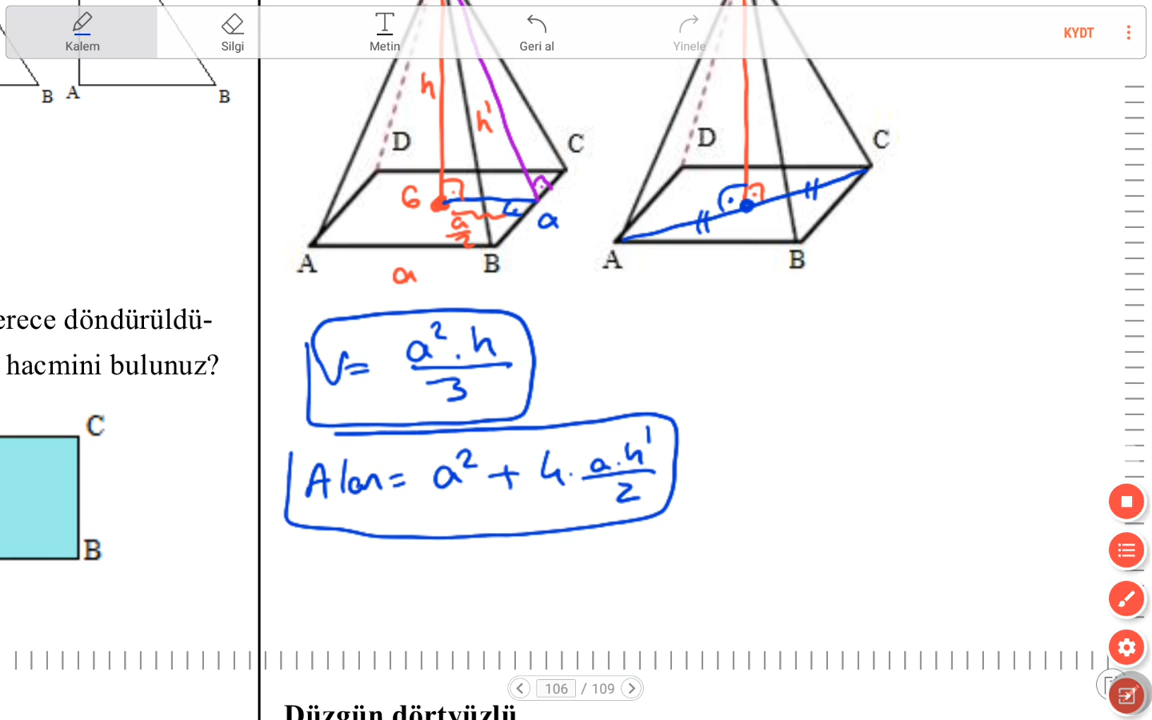 Kalem
Silgi
Metin
Geri al
Yinele
KYDT
B
A
B
h
h'
D
C
G
a/2
a
A
B
a
D
C
A
B
erece döndürüldü-
hacmini bulunuz?
C
B
V= a². h / 3
Alan= a² + 4. a.h' / 2
106 / 109
Düzgün dörtyüzlü